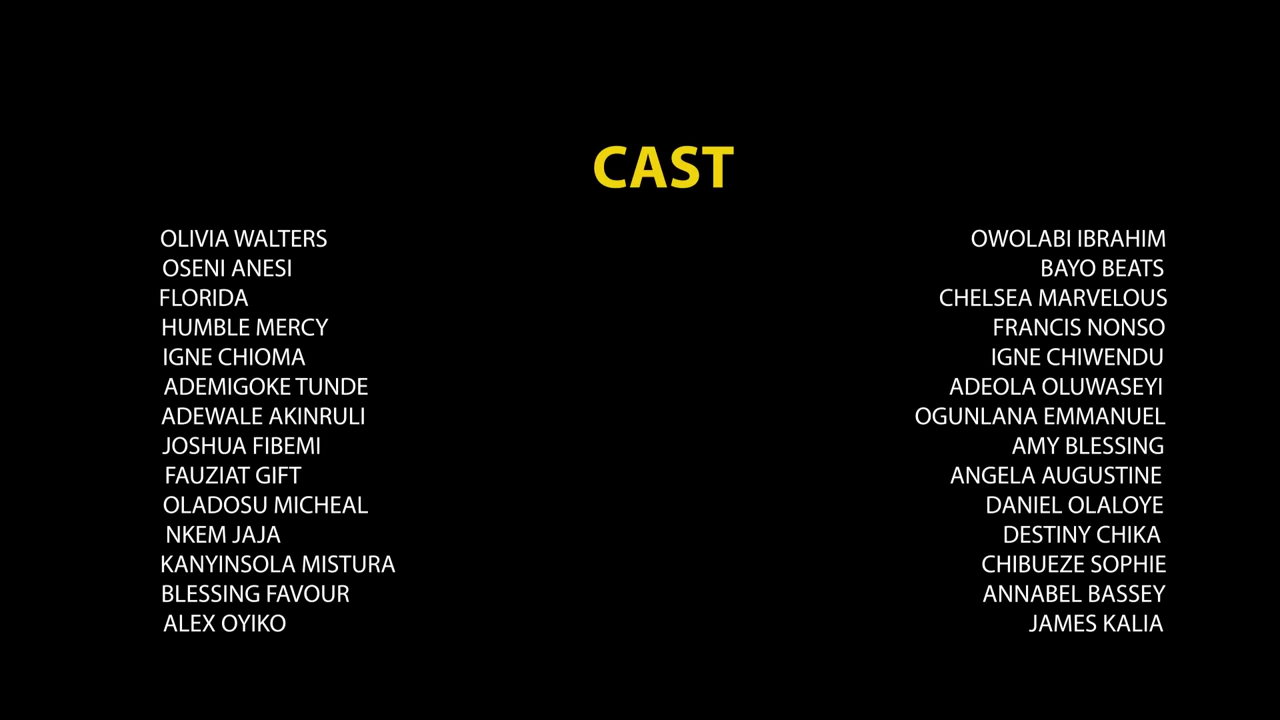 CAST
OLIVIA WALTERS OWOLABI IBRAHIM
OSENI ANESI BAYO BEATS
FLORIDA CHELSEA MARVELOUS
HUMBLE MERCY FRANCIS NONSO
IGNE CHIOMA IGNE CHIWENDU
ADEMIGOKE TUNDE ADEOLA OLUWASEYI
ADEWALE AKINRULI OGUNLANA EMMANUEL
JOSHUA FIBEMI AMY BLESSING
FAUZIAT GIFT ANGELA AUGUSTINE
OLADOSU MICHEAL DANIEL OLALOYE
NKEM JAJA DESTINY CHIKA
KANYINSOLA MISTURA CHIBUEZE SOPHIE
BLESSING FAVOUR ANNABEL BASSEY
ALEX OYIKO JAMES KALIA